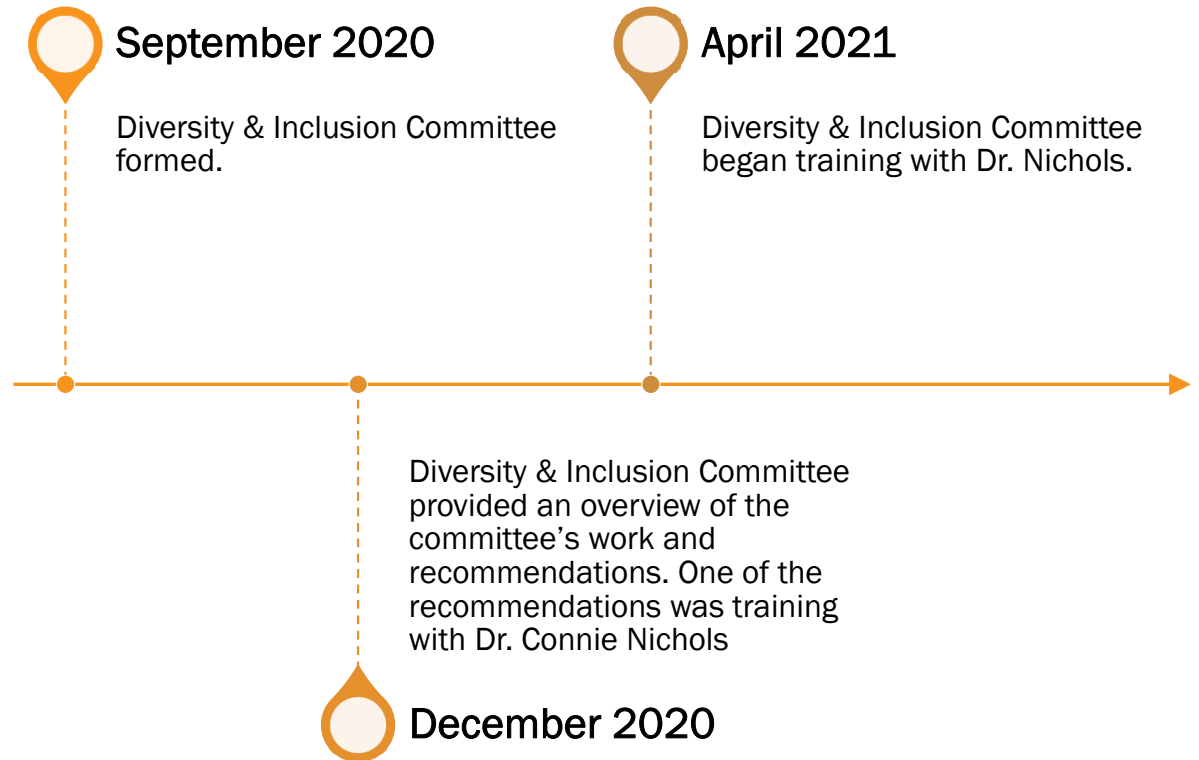 September 2020
Diversity & Inclusion Committee
formed.
April 2021
Diversity & Inclusion Committee
began training with Dr. Nichols.
Diversity & Inclusion Committee
provided an overview of the
committee’s work and
recommendations. One of the
recommendations was training
with Dr. Connie Nichols
December 2020